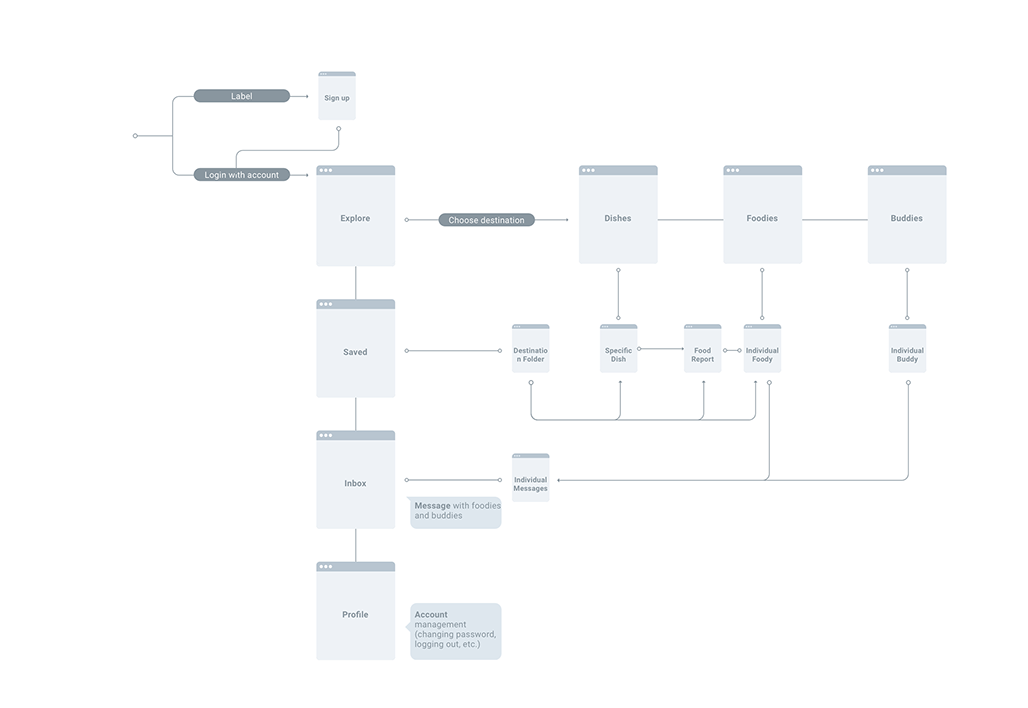 Label
Sign up
Login with account
Explore
Choose destination
Dishes
Foodies
Buddies
Saved
Destinatio
n Folder
Specific
Dish
Food
Report
Individual
Foody
Individual
Buddy
Inbox
Individual
Messages
Message with foodies
and buddies
Profile
Account
management
(changing password,
logging out, etc.)